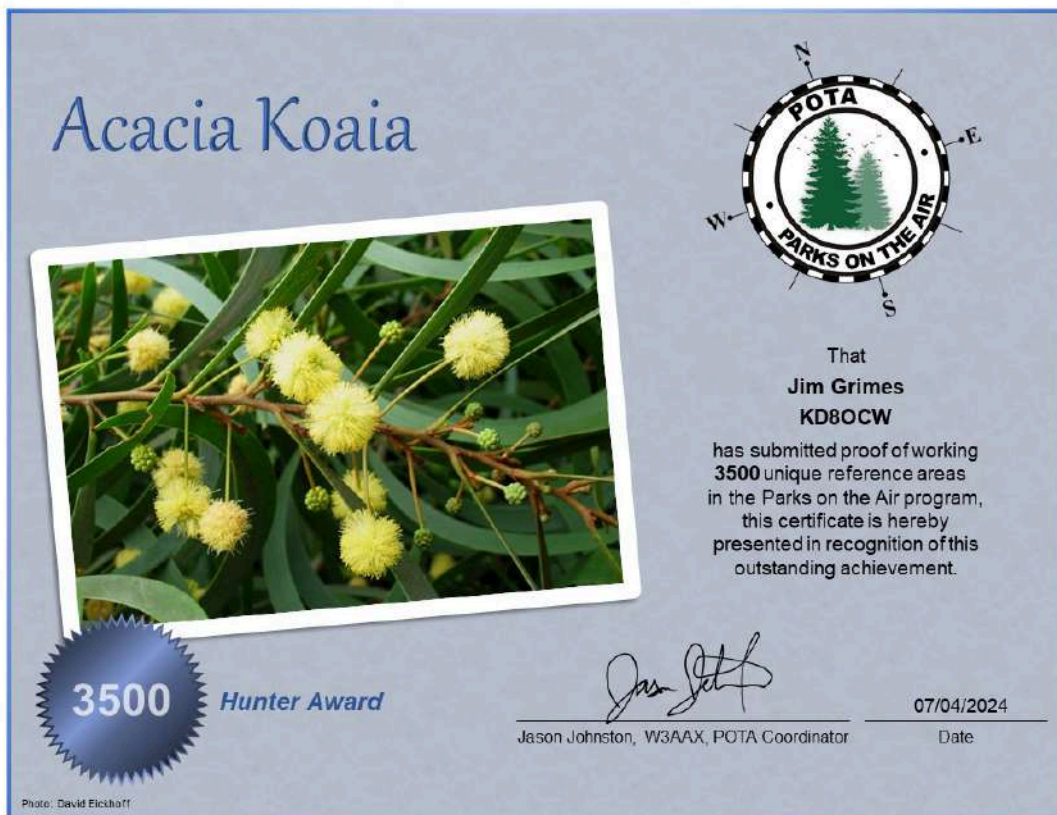 Acacia Koaia
N
POTA
E
W
PARKS ON THE AIR
S
That
Jim Grimes
KD8OCW
has submitted proof of working
3500 unique reference areas
in the Parks on the Air program,
this certificate is hereby
presented in recognition of this
outstanding achievement.
3500
Hunter Award
07/04/2024
Jason Johnston, W3AAX, POTA Coordinator
Date
Photo: David Eickhoff